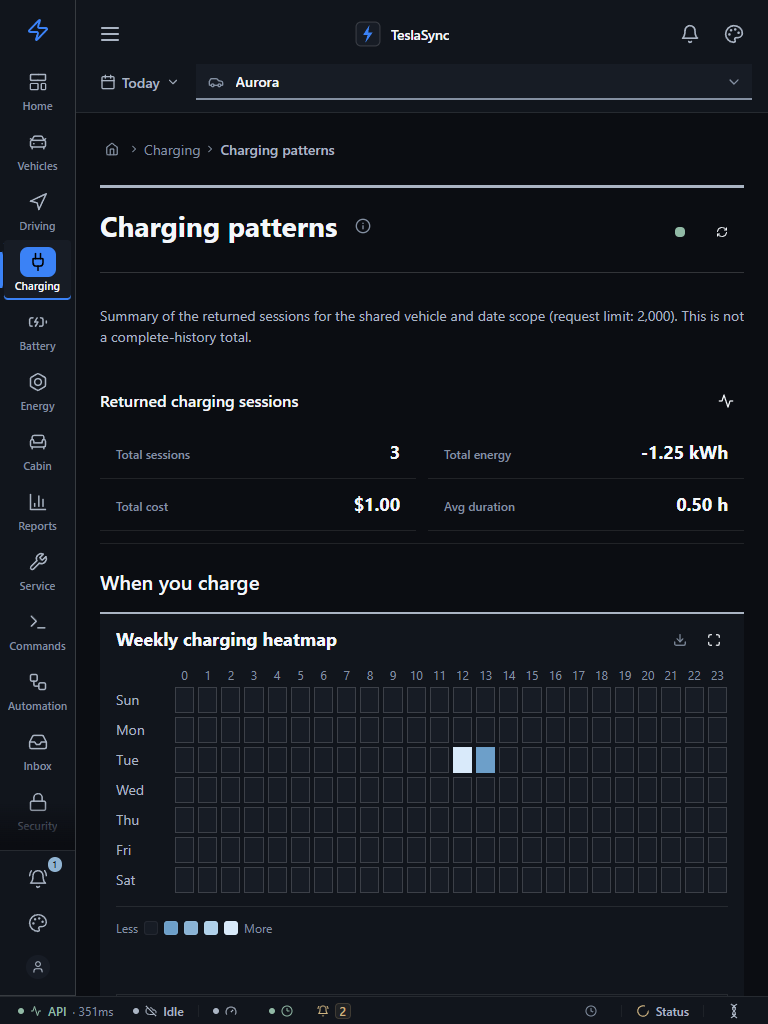 TeslaSync
Today
Aurora
Home
Vehicles
Driving
Charging
Battery
Energy
Cabin
Reports
Service
Commands
Automation
Inbox
Security
1
Charging > Charging patterns
Charging patterns
Summary of the returned sessions for the shared vehicle and date scope (request limit: 2,000). This is not
a complete-history total.
Returned charging sessions
Total sessions 3
Total energy -1.25 kWh
Total cost $1.00
Avg duration 0.50 h
When you charge
Weekly charging heatmap
0 1 2 3 4 5 6 7 8 9 10 11 12 13 14 15 16 17 18 19 20 21 22 23
Sun
Mon
Tue
Wed
Thu
Fri
Sat
Less More
API · 351ms Idle 2 Status